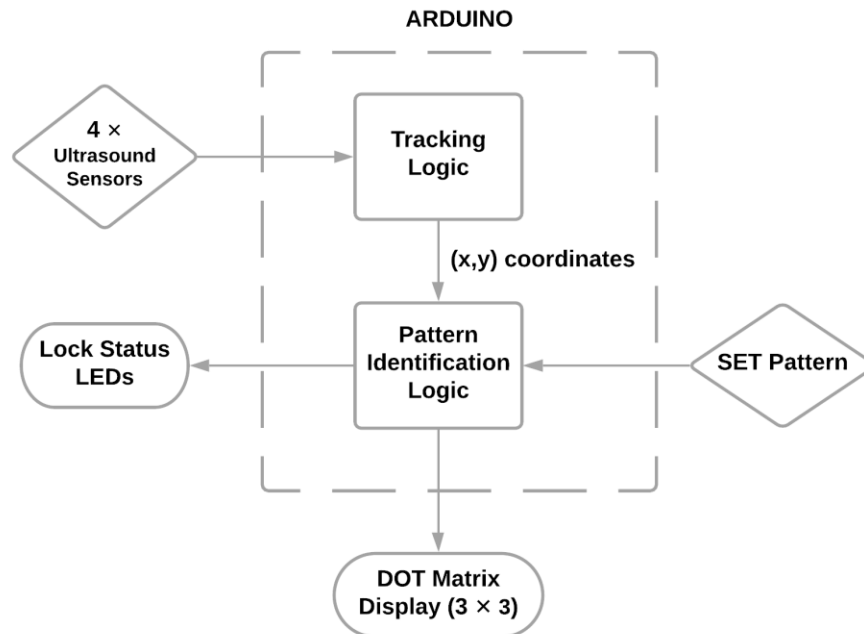 ARDUINO
4 ×
Ultrasound
Sensors
Tracking
Logic
(x,y) coordinates
Lock Status
LEDs
Pattern
Identification
Logic
SET Pattern
DOT Matrix
Display (3 × 3)